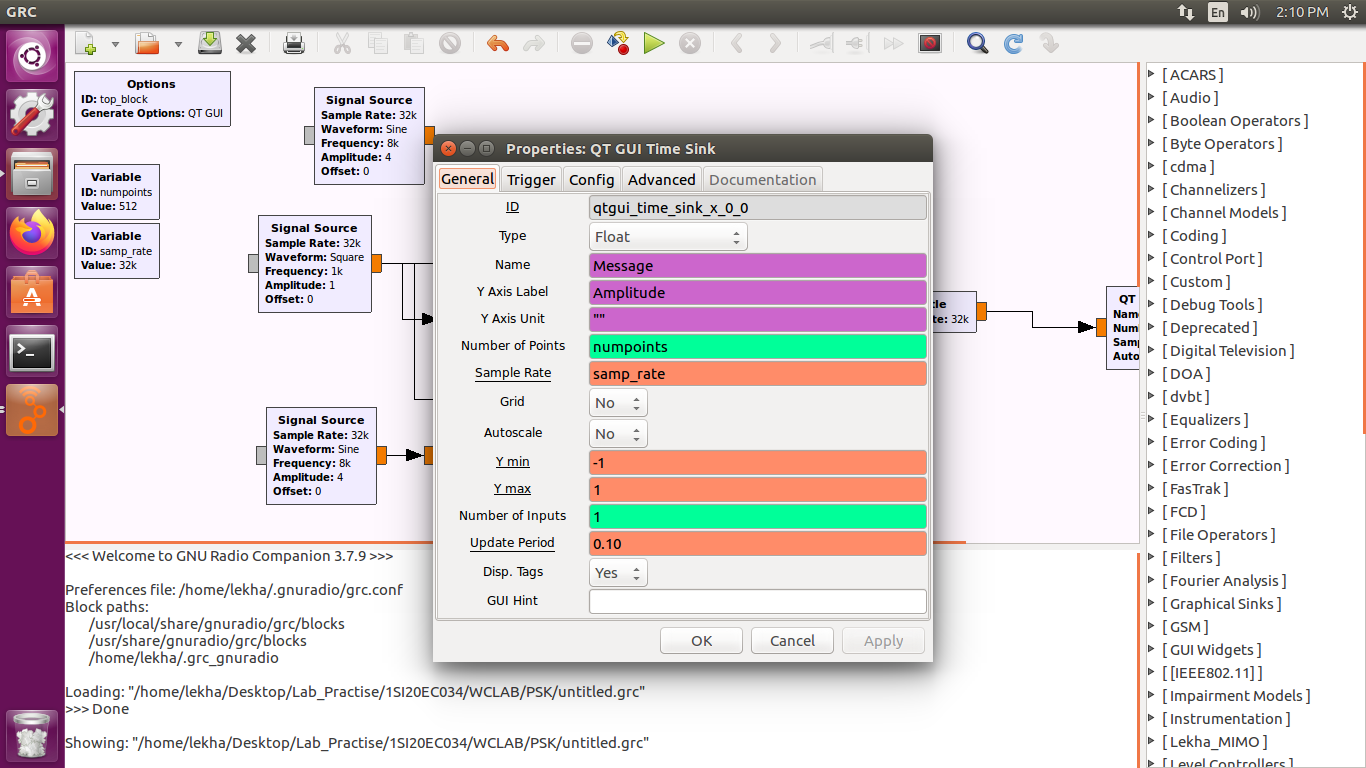 GRC
En
2:10 PM
Options
ID: top_block
Generate Options: QT GUI
Variable
ID: numpoints
Value: 512
Variable
ID: samp_rate
Value: 32k
Signal Source
Sample Rate: 32k
Waveform: Sine
Frequency: 8k
Amplitude: 4
Offset: 0
Signal Source
Sample Rate: 32k
Waveform: Square
Frequency: 1k
Amplitude: 1
Offset: 0
Signal Source
Sample Rate: 32k
Waveform: Sine
Frequency: 8k
Amplitude: 4
Offset: 0
Properties: QT GUI Time Sink
General Trigger Config Advanced Documentation
ID qtgui_time_sink_x_0_0
Type Float
Name Message
Y Axis Label Amplitude
Y Axis Unit ""
Number of Points numpoints
Sample Rate samp_rate
Grid No
Autoscale No
Y min -1
Y max 1
Number of Inputs 1
Update Period 0.10
Disp. Tags Yes
GUI Hint
OK Cancel Apply
tle
e: 32k
QT
Name
Num
Samp
Auto
<<< Welcome to GNU Radio Companion 3.7.9 >>>
Preferences file: /home/lekha/.gnuradio/grc.conf
Block paths:
/usr/local/share/gnuradio/grc/blocks
/usr/share/gnuradio/grc/blocks
/home/lekha/.grc_gnuradio
Loading: "/home/lekha/Desktop/Lab_Practise/1SI20EC034/WCLAB/PSK/untitled.grc"
>>> Done
Showing: "/home/lekha/Desktop/Lab_Practise/1SI20EC034/WCLAB/PSK/untitled.grc"
[ ACARS ]
[ Audio ]
[ Boolean Operators ]
[ Byte Operators ]
[ cdma ]
[ Channelizers ]
[ Channel Models ]
[ Coding ]
[ Control Port ]
[ Custom ]
[ Debug Tools ]
[ Deprecated ]
[ Digital Television ]
[ DOA ]
[ dvbt ]
[ Equalizers ]
[ Error Coding ]
[ Error Correction ]
[ FasTrak ]
[ FCD ]
[ File Operators ]
[ Filters ]
[ Fourier Analysis ]
[ Graphical Sinks ]
[ GSM ]
[ GUI Widgets ]
[ [IEEE802.11] ]
[ Impairment Models ]
[ Instrumentation ]
[ Lekha_MIMO ]
[ Level Controllers ]